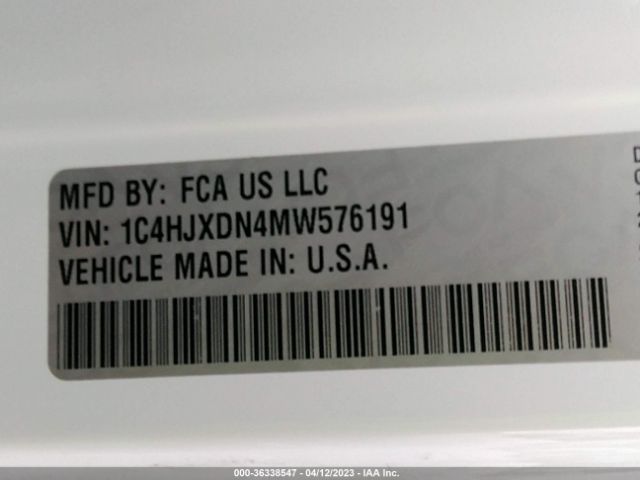 MFD BY: FCA US LLC
VIN: 1C4HJXDN4MW576191
VEHICLE MADE IN: U.S.A.
000-36338547 - 04/12/2023 - IAA Inc.